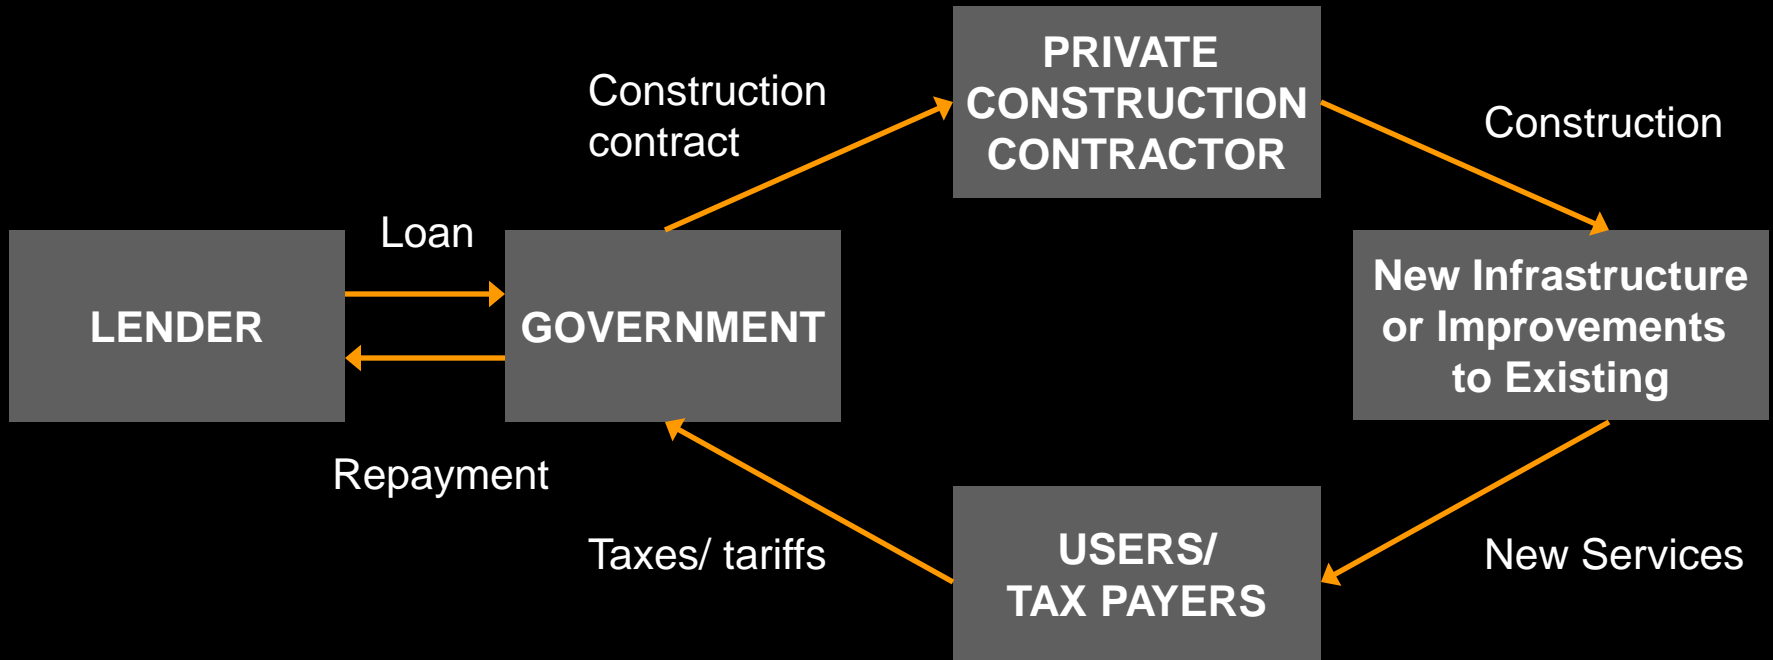 PRIVATE
CONSTRUCTION
CONTRACTOR
Construction
contract
Construction
Loan
LENDER
GOVERNMENT
New Infrastructure
or Improvements
to Existing
Repayment
Taxes/ tariffs
USERS/
TAX PAYERS
New Services